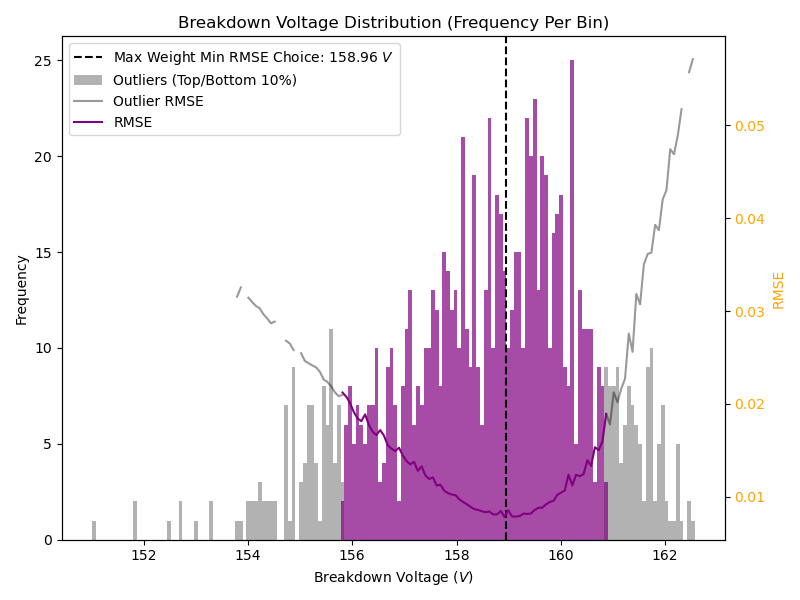 Breakdown Voltage Distribution (Frequency Per Bin)
Max Weight Min RMSE Choice: 158.96 V
Outliers (Top/Bottom 10%)
Outlier RMSE
RMSE
25
20
15
10
5
0
Frequency
0.05
0.04
0.03
0.02
0.01
RMSE
152 154 156 158 160 162
Breakdown Voltage (V)